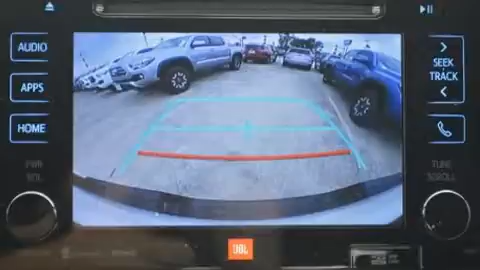 AUDIO
APPS
HOME
PWR
VOL
SEEK
TRACK
TUNE
SCROLL
JBL